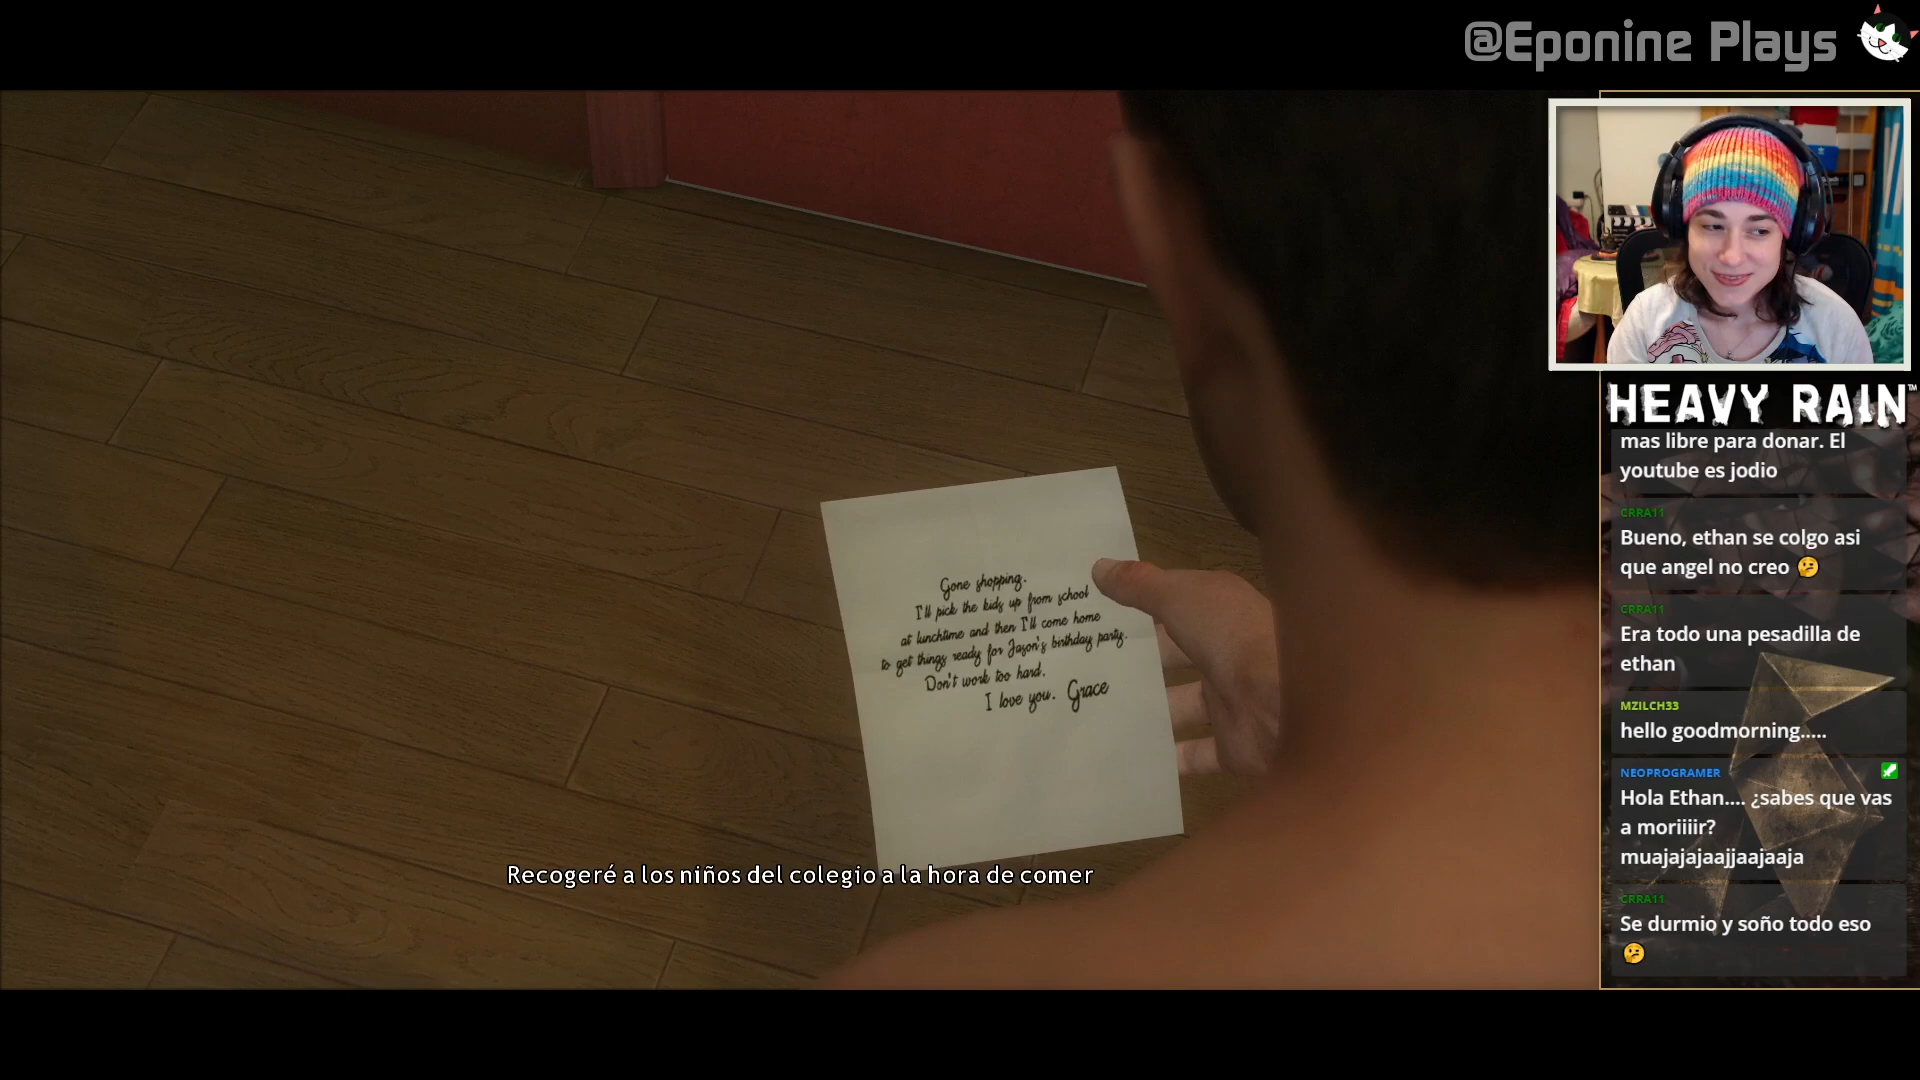 @Eponine Plays
HEAVY RAIN™
mas libre para donar. El
youtube es jodio
CRRA11
Bueno, ethan se colgo asi
que angel no creo 🤔
CRRA11
Era todo una pesadilla de
ethan
MZILCH33
hello goodmorning.....
NEOPROGRAMER
Hola Ethan.... ¿sabes que vas
a moriiiir?
muajajajaajjaajaaja
CRRA11
Se durmio y soño todo eso
🤔
Gone shopping.
I'll pick the kids up from school
at lunchtime and then I'll come home
to get things ready for Jason's birthday party.
Don't work too hard.
I love you. Grace
Recogeré a los niños del colegio a la hora de comer